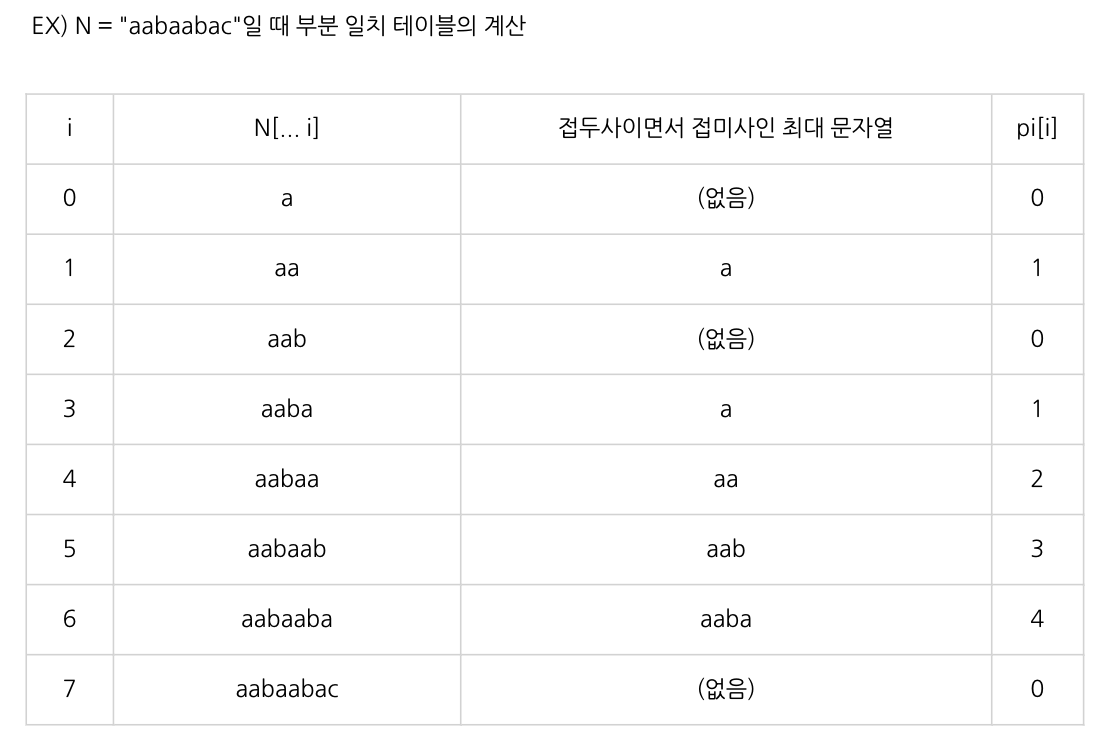 EX) N = "aabaabac"일 때 부분 일치 테이블의 계산
i N[... i] 접두사이면서 접미사인 최대 문자열 pi[i]
0 a (없음) 0
1 aa a 1
2 aab (없음) 0
3 aaba a 1
4 aabaa aa 2
5 aabaab aab 3
6 aabaaba aaba 4
7 aabaabac (없음) 0